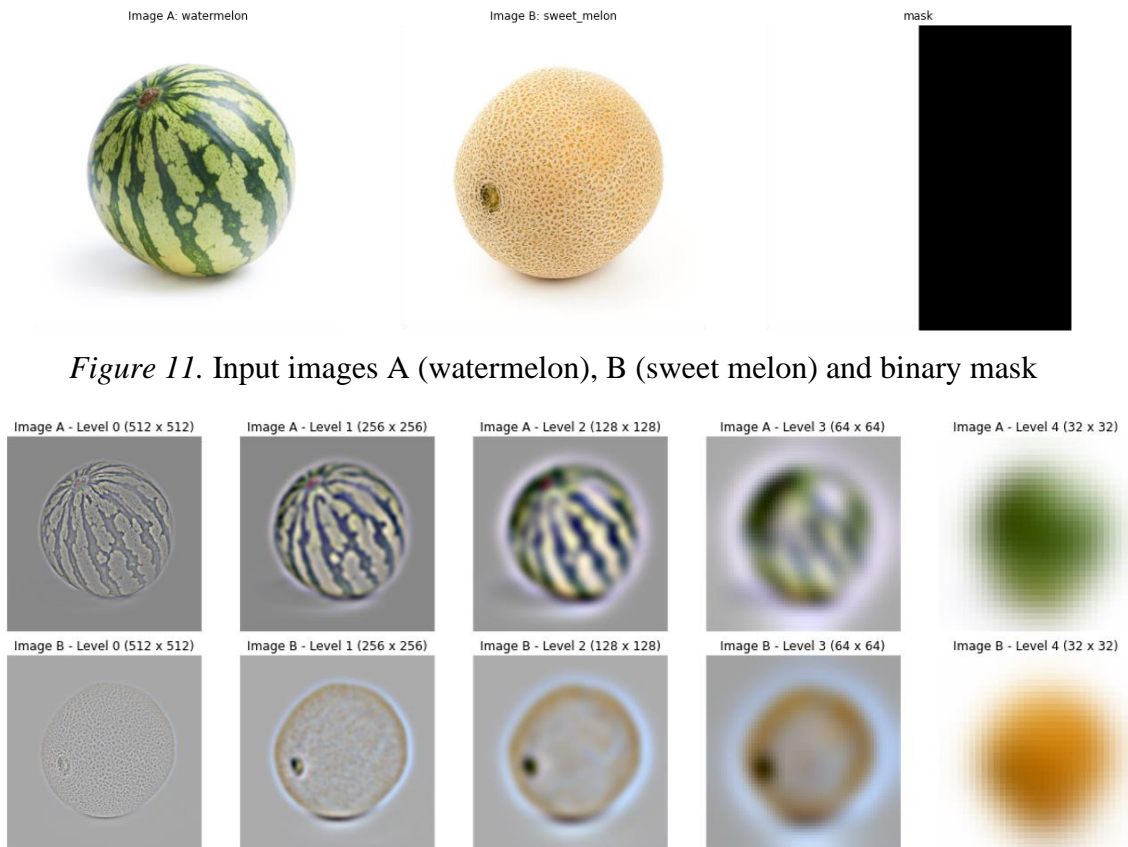 Image A: watermelon
Image B: sweet_melon
mask
Figure 11. Input images A (watermelon), B (sweet melon) and binary mask
Image A - Level 0 (512 x 512)
Image A - Level 1 (256 x 256)
Image A - Level 2 (128 x 128)
Image A - Level 3 (64 x 64)
Image A - Level 4 (32 x 32)
Image B - Level 0 (512 x 512)
Image B - Level 1 (256 x 256)
Image B - Level 2 (128 x 128)
Image B - Level 3 (64 x 64)
Image B - Level 4 (32 x 32)